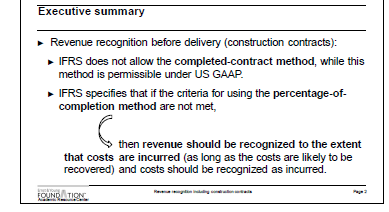 Executive summary
► Revenue recognition before delivery (construction contracts):
► IFRS does not allow the completed-contract method, while this
method is permissible under US GAAP.
► IFRS specifies that if the criteria for using the percentage-of-
completion method are not met,
then revenue should be recognized to the extent
that costs are incurred (as long as the costs are likely to be
recovered) and costs should be recognized as incurred.
FOUNDATION
Academic Resource Center
Revenue recognition including construction contracts
Page 2